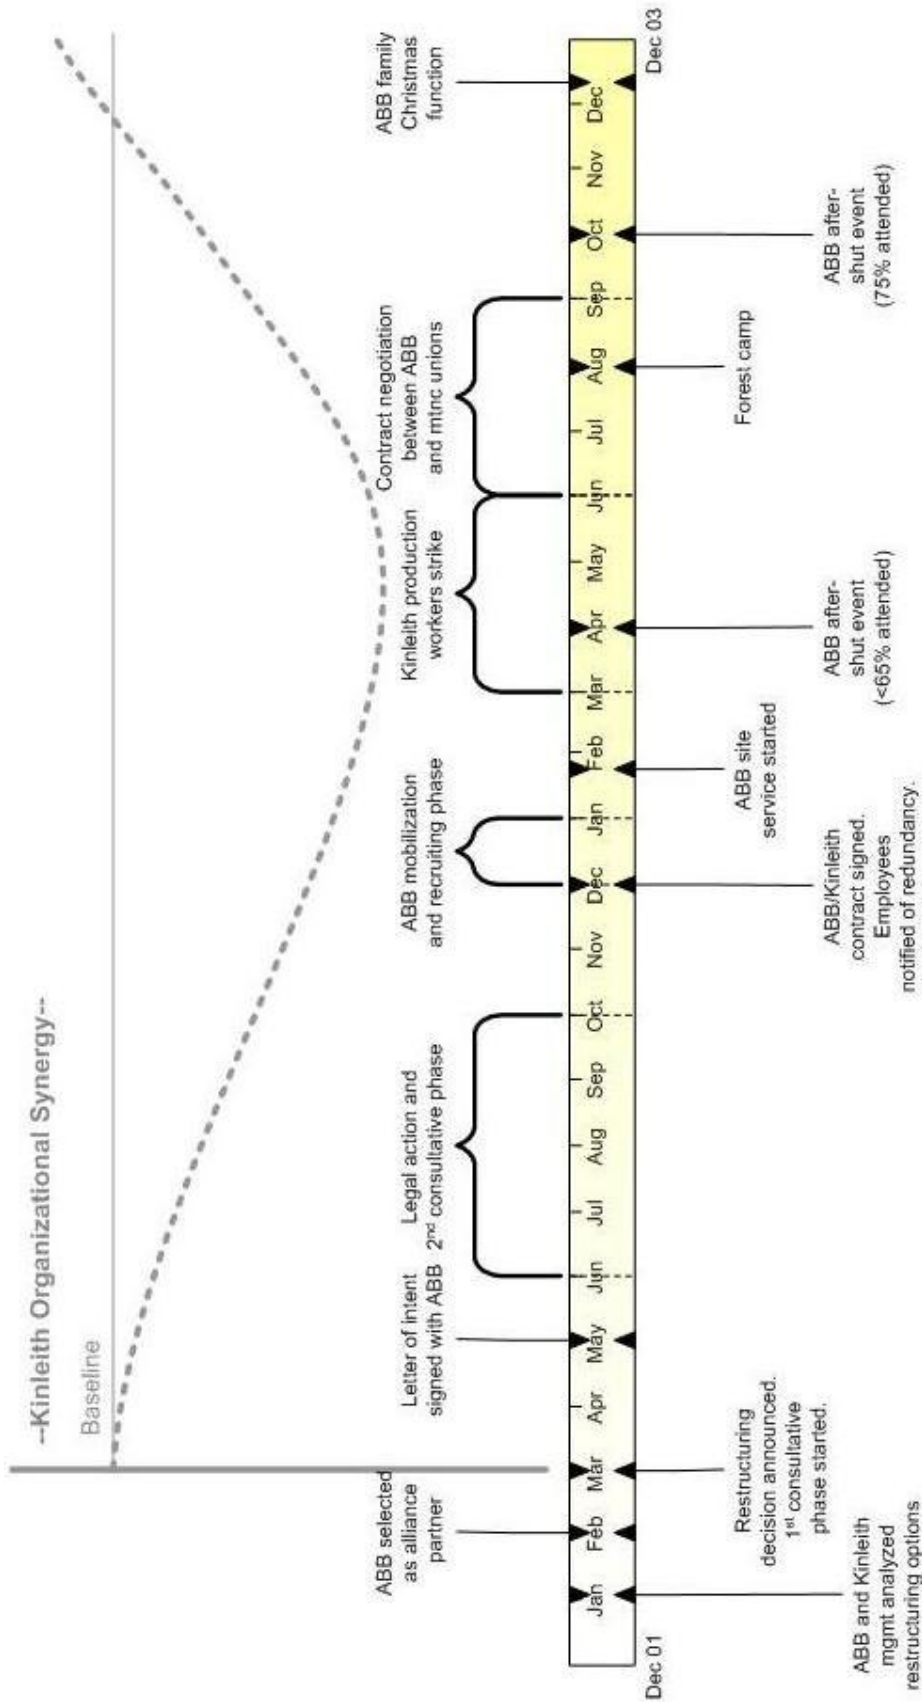 --Kinleith Organizational Synergy--
Baseline
ABB selected
as alliance
partner
Letter of intent
signed with ABB
Legal action and
2nd consultative phase
ABB mobilization
and recruiting phase
Kinleith production
workers strike
Contract negotiation
between ABB
and mtnc unions
ABB family
Christmas
function
Dec 01
Jan
Feb
Mar
Apr
May
Jun
Jul
Aug
Sep
Oct
Nov
Dec
Jan
Feb
Mar
Apr
May
Jun
Jul
Aug
Sep
Oct
Nov
Dec
Dec 03
ABB and Kinleith
mgmt analyzed
restructuring options
Restructuring
decision announced.
1st consultative
phase started.
ABB/Kinleith
contract signed.
Employees
notified of redundancy.
ABB site
service started
ABB after-
shut event
(<65% attended)
Forest camp
ABB after-
shut event
(75% attended)